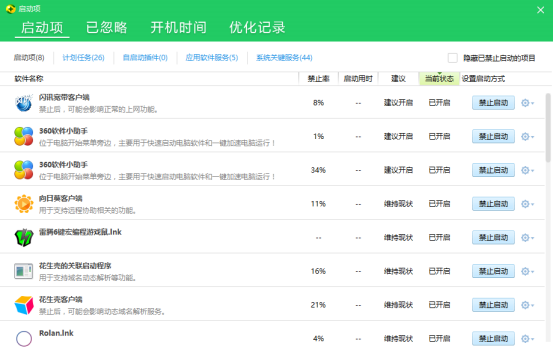 启动项
启动项 已忽略 开机时间 优化记录
启动项(8) 计划任务(26) 自启动插件(0) 应用软件服务(5) 系统关键服务(44) 隐藏已禁止启动的项目
软件名称 禁止率 启动用时 建议 当前状态 设置启动方式
闪讯宽带客户端
禁止后,可能会影响正常的上网功能。
8% -- 建议开启 已开启 禁止启动
360软件小助手
位于电脑开始菜单旁边,主要用于快速启动电脑软件和一键加速电脑运行!
1% -- 建议开启 已开启 禁止启动
360软件小助手
位于电脑开始菜单旁边,主要用于快速启动电脑软件和一键加速电脑运行!
34% -- 建议开启 已开启 禁止启动
向日葵客户端
用于支持远程协助相关的功能。
11% -- 维持现状 已开启 禁止启动
雷腾6键宏编程游戏鼠.lnk
-- -- 维持现状 已开启 禁止启动
花生壳的关联启动程序
用于支持域名动态解析等功能。
16% -- 维持现状 已开启 禁止启动
花生壳客户端
禁止后,可能会影响动态域名解析服务。
21% -- 维持现状 已开启 禁止启动
Rolan.lnk
4% -- 维持现状 已开启 禁止启动